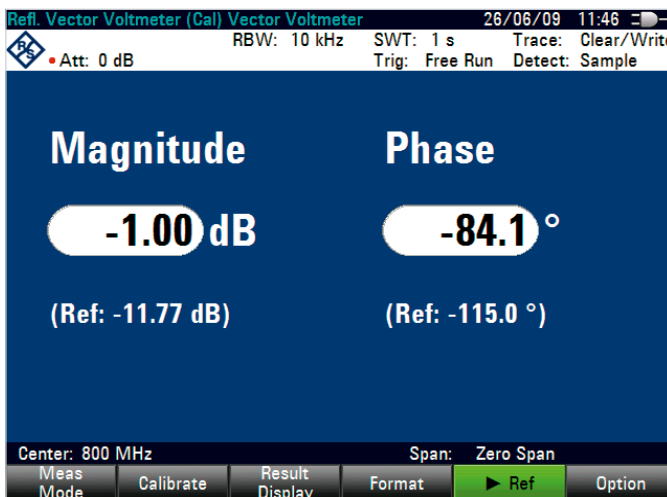 Refl. Vector Voltmeter (Cal) Vector Voltmeter 26/06/09 11:46
R&S RBW: 10 kHz SWT: 1 s Trace: Clear/Write
Att: 0 dB Trig: Free Run Detect: Sample
Magnitude Phase
-1.00 dB -84.1 °
(Ref: -11.77 dB) (Ref: -115.0 °)
Center: 800 MHz Span: Zero Span
Meas Mode Calibrate Result Display Format ► Ref Option